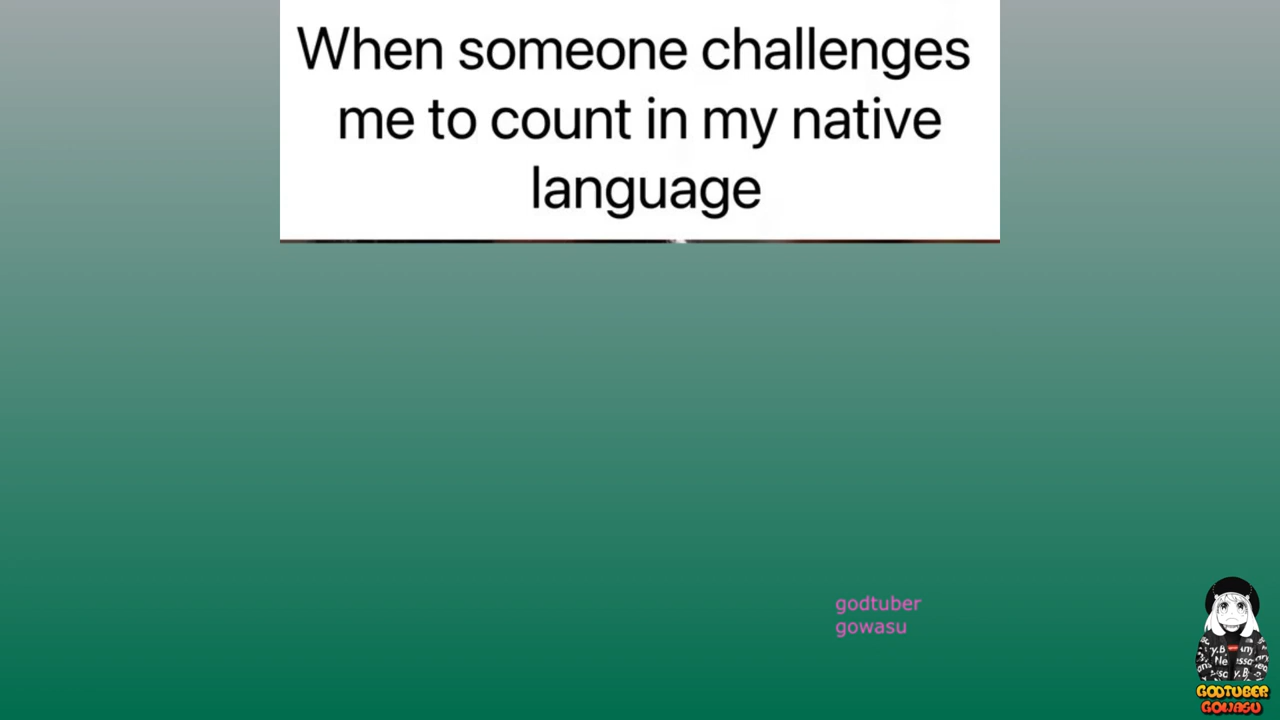 When someone challenges
me to count in my native
language
godtuber
gowasu
GODTUBER
GOWASU